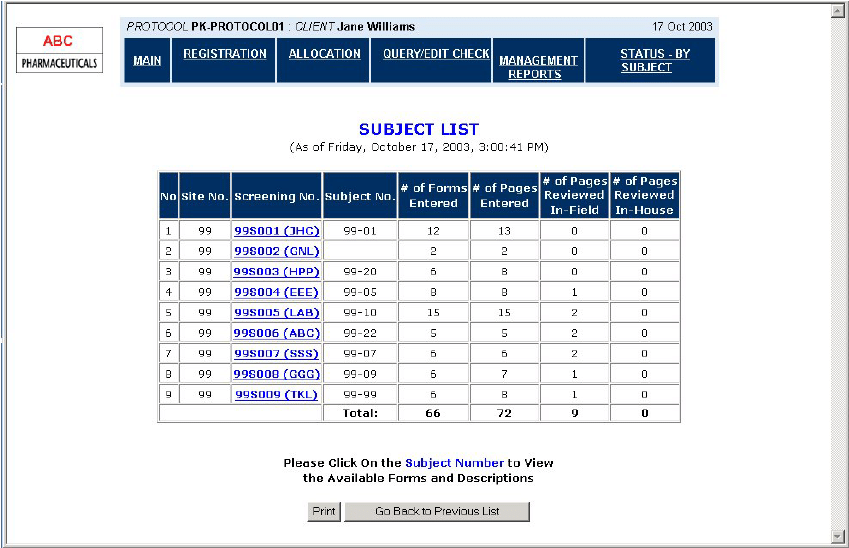 PROTOCOL PK-PROTOCOL01 : CLIENT Jane Williams 17 Oct 2003
ABC
PHARMACEUTICALS
MAIN REGISTRATION ALLOCATION QUERY/EDIT CHECK MANAGEMENT REPORTS STATUS - BY SUBJECT
SUBJECT LIST
(As of Friday, October 17, 2003, 3:00:41 PM)
No Site No. Screening No. Subject No. # of Forms Entered # of Pages Entered # of Pages Reviewed In-Field # of Pages Reviewed In-House
1 99 99S001 (JHC) 99-01 12 13 0 0
2 99 99S002 (GNL) 2 2 0 0
3 99 99S003 (HPP) 99-20 6 8 0 0
4 99 99S004 (EEE) 99-05 8 8 1 0
5 99 99S005 (LAB) 99-10 15 15 2 0
6 99 99S006 (ABC) 99-22 5 5 2 0
7 99 99S007 (SSS) 99-07 6 6 2 0
8 99 99S008 (GGG) 99-09 6 7 1 0
9 99 99S009 (TKL) 99-99 6 8 1 0
Total: 66 72 9 0
Please Click On the Subject Number to View
the Available Forms and Descriptions
Print Go Back to Previous List